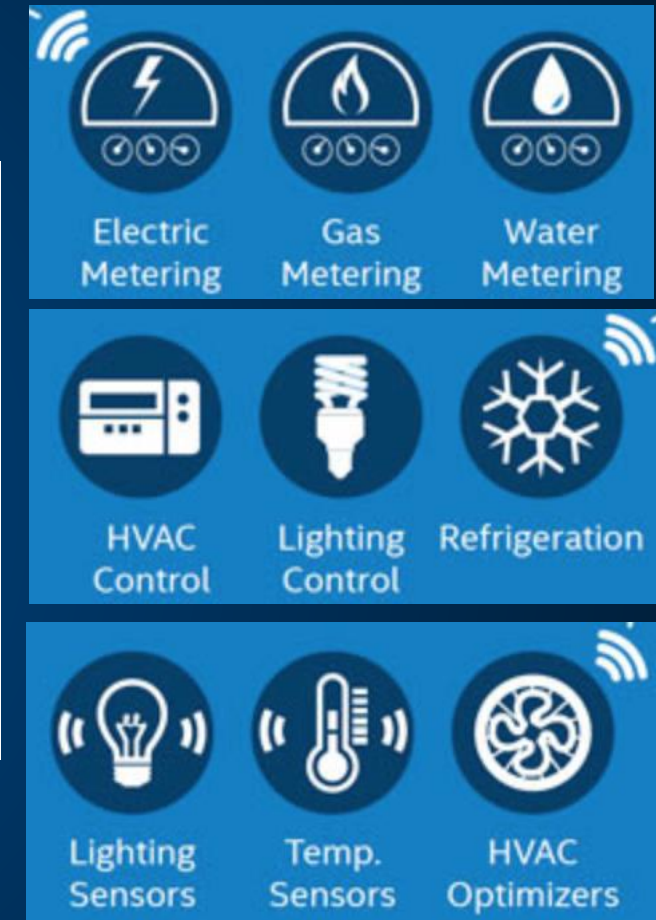 Electric
Metering
Gas
Metering
Water
Metering
HVAC
Control
Lighting
Control
Refrigeration
Lighting
Sensors
Temp.
Sensors
HVAC
Optimizers